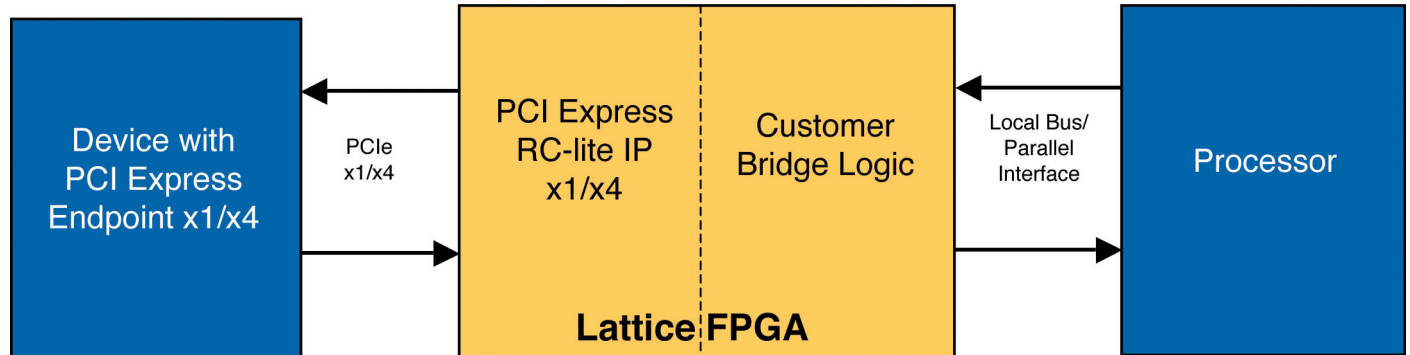 Device with
PCI Express
Endpoint x1/x4
PCIe
x1/x4
PCI Express
RC-lite IP
x1/x4
Customer
Bridge Logic
Lattice FPGA
Local Bus/
Parallel
Interface
Processor